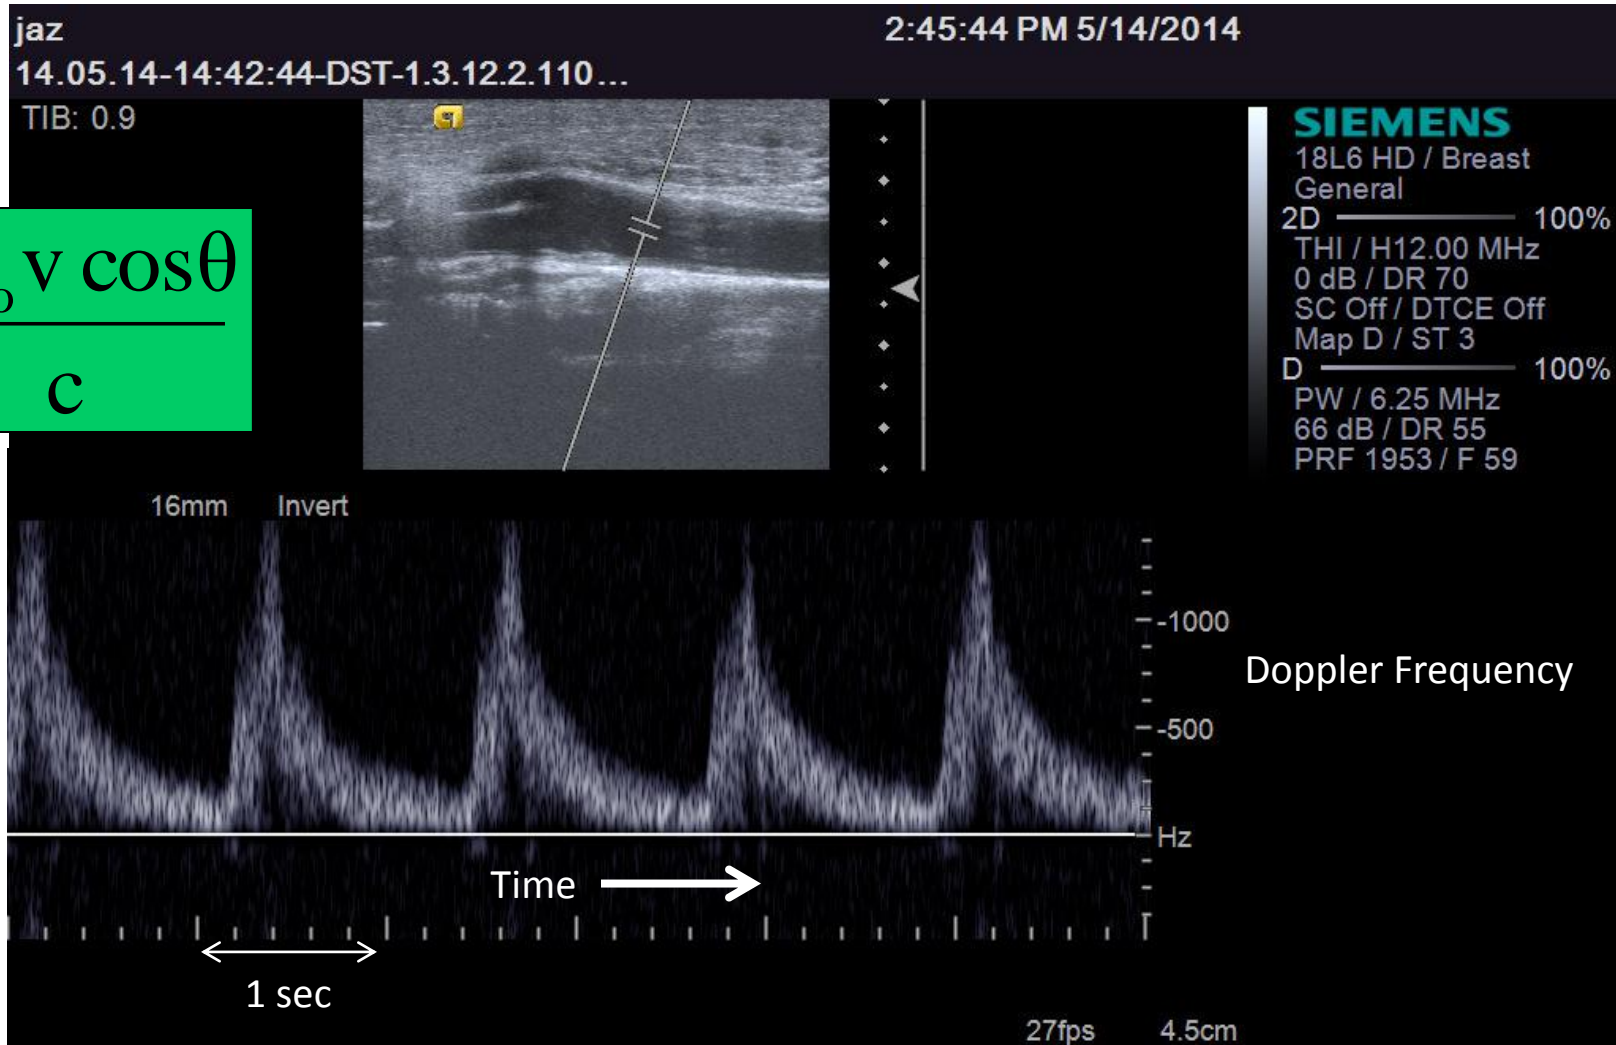 jaz
2:45:44 PM 5/14/2014
14.05.14-14:42:44-DST-1.3.12.2.110...
TIB: 0.9
o v cosθ
c
SIEMENS
18L6 HD / Breast
General
2D 100%
THI / H12.00 MHz
0 dB / DR 70
SC Off / DTCE Off
Map D / ST 3
D 100%
PW / 6.25 MHz
66 dB / DR 55
PRF 1953 / F 59
16mm Invert
-1000
Doppler Frequency
-500
Hz
Time
1 sec
27fps 4.5cm